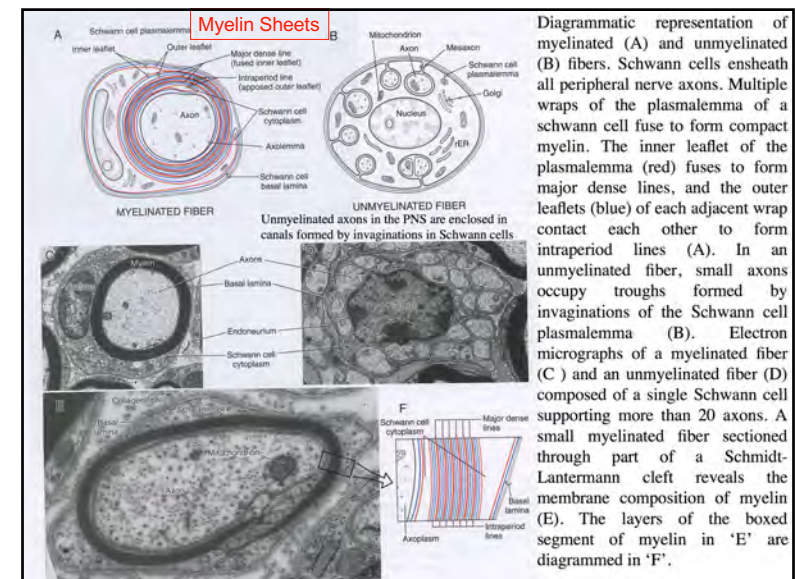 Myelin Sheets
A
Schwann cell plasmalemma
Inner leaflet
Outer leaflet
Major dense line
(fused inner leaflet)
Intraperiod line
(apposed outer leaflet)
Schwann cell
cytoplasm
Axon
Axolemma
Schwann cell
basal lamina
MYELINATED FIBER
B
Mitochondrion
Axon
Mesaxon
Schwann cell
plasmalemma
Golgi
Nucleus
rER
UNMYELINATED FIBER
Unmyelinated axons in the PNS are enclosed in
canals formed by invaginations in Schwann cells
C
Myelin
Axons
Basal lamina
Endoneurium
Schwann cell
cytoplasm
D
E
Collagen
Basal
lamina
Mitochondrion
Axon
F
Schwann cell
cytoplasm
Major dense
lines
Basal
lamina
Axoplasm
Intraperiod
lines
Diagrammatic representation of
myelinated (A) and unmyelinated
(B) fibers. Schwann cells ensheath
all peripheral nerve axons. Multiple
wraps of the plasmalemma of a
schwann cell fuse to form compact
myelin. The inner leaflet of the
plasmalemma (red) fuses to form
major dense lines, and the outer
leaflets (blue) of each adjacent wrap
contact each other to form
intraperiod lines (A). In an
unmyelinated fiber, small axons
occupy troughs formed by
invaginations of the Schwann cell
plasmalemma (B). Electron
micrographs of a myelinated fiber
(C ) and an unmyelinated fiber (D)
composed of a single Schwann cell
supporting more than 20 axons. A
small myelinated fiber sectioned
through part of a Schmidt-
Lantermann cleft reveals the
membrane composition of myelin
(E). The layers of the boxed
segment of myelin in 'E' are
diagrammed in 'F'.